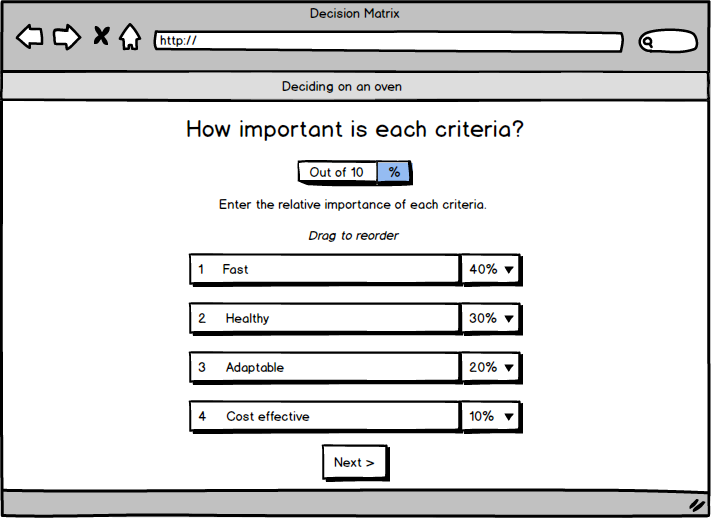 Decision Matrix
http://
Deciding on an oven
How important is each criteria?
Out of 10 %
Enter the relative importance of each criteria.
Drag to reorder
1 Fast 40%
2 Healthy 30%
3 Adaptable 20%
4 Cost effective 10%
Next >